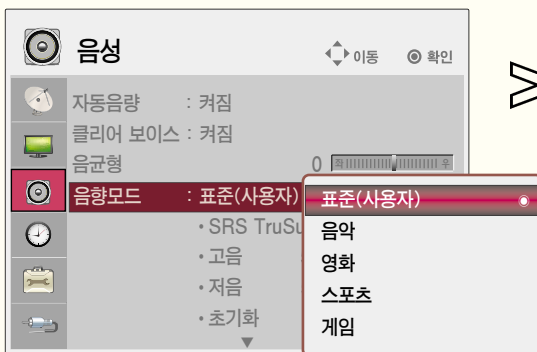 음성 이동 확인
자동음량 : 켜짐
클리어 보이스 : 켜짐
음균형 0 좌 우
음향모드 : 표준(사용자)
• SRS
• 고음
• 저음
• 초기화
표준(사용자)
음악
영화
스포츠
게임